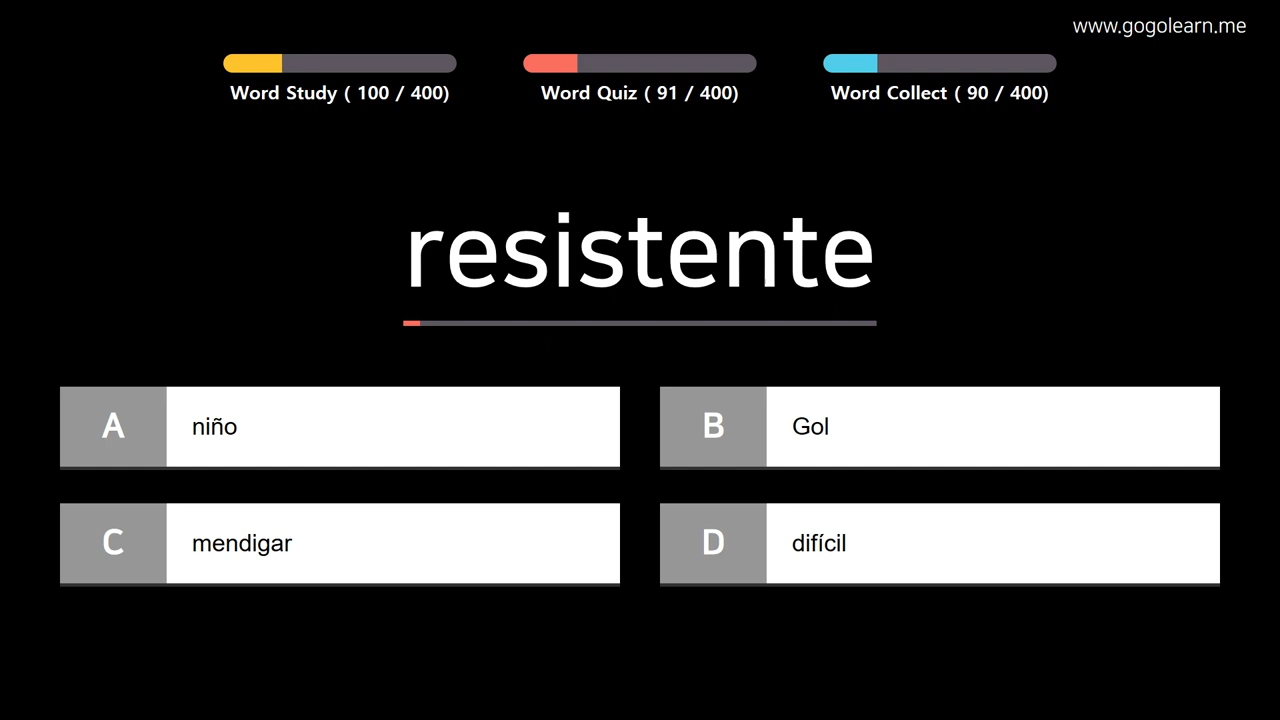 www.gogolearn.me
Word Study ( 100 / 400)
Word Quiz ( 91 / 400)
Word Collect ( 90 / 400)
resistente
A niño
B Gol
C mendigar
D difícil